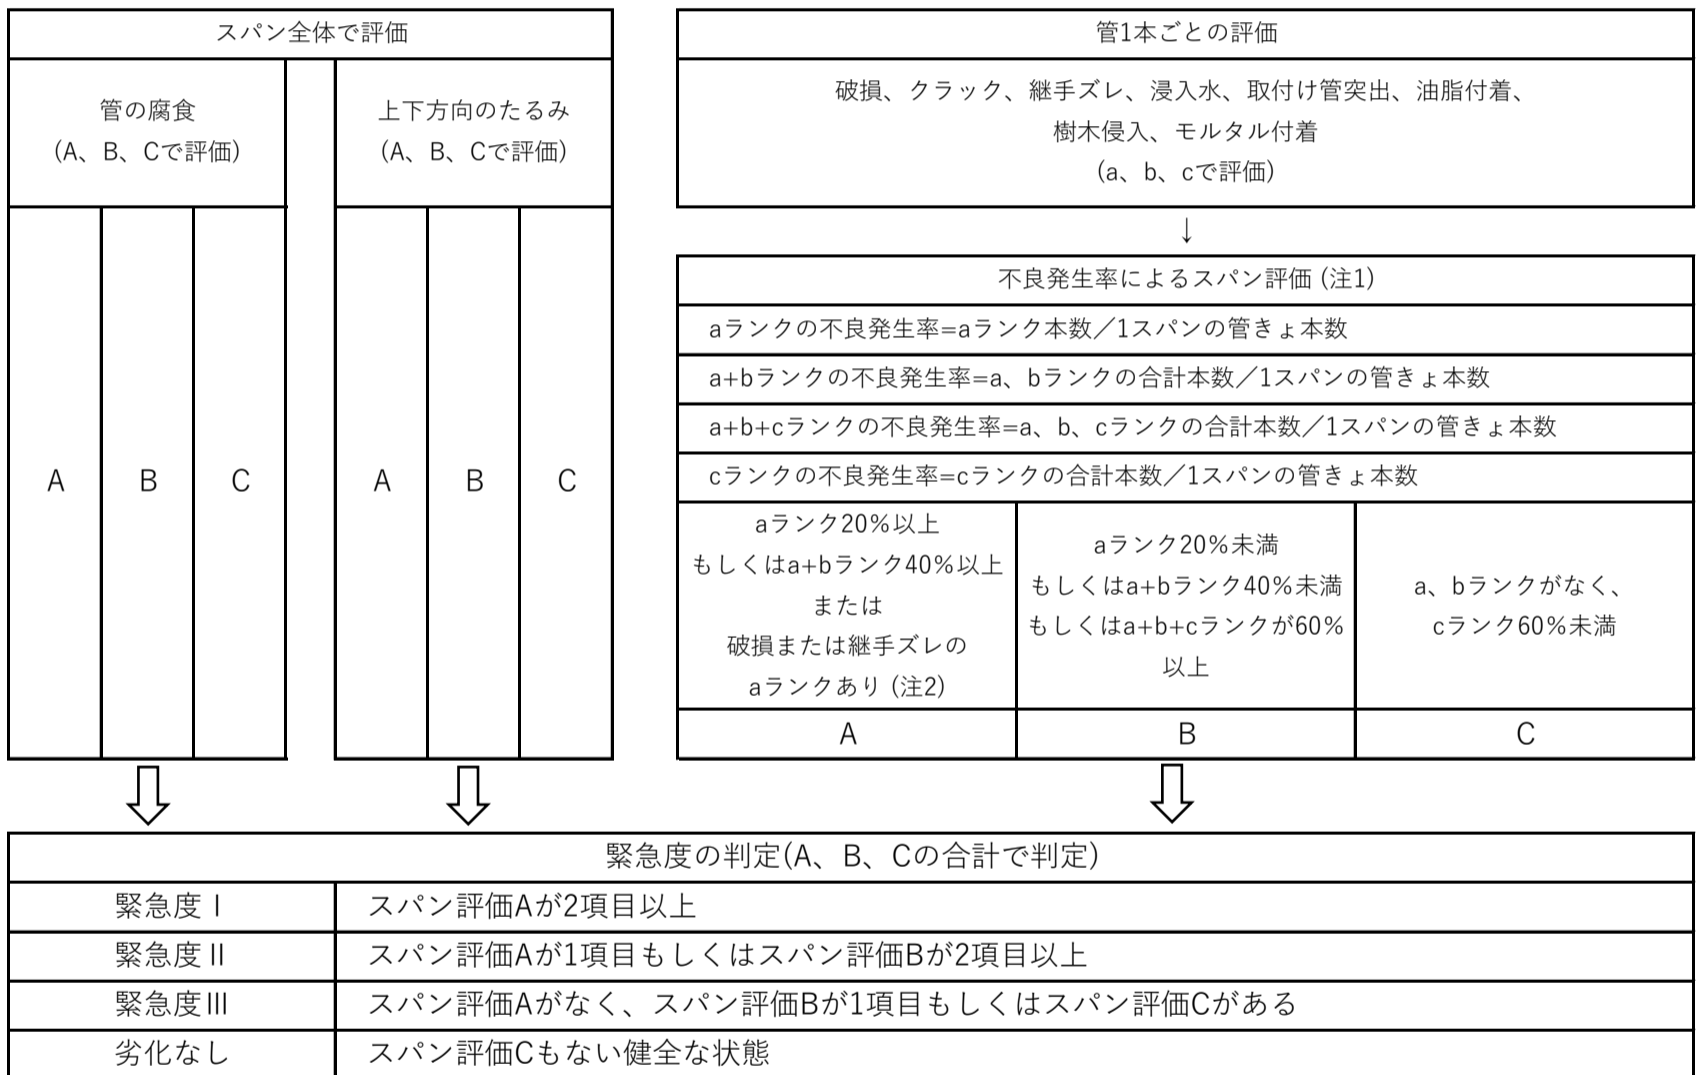 スパン全体で評価
管の腐食
(A、B、Cで評価)
上下方向のたるみ
(A、B、Cで評価)
A
B
C
A
B
C
管1本ごとの評価
破損、クラック、継手ズレ、浸入水、取付け管突出、油脂付着、
樹木侵入、モルタル付着
(a、b、cで評価)
↓
不良発生率によるスパン評価 (注1)
aランクの不良発生率=aランク本数／1スパンの管きょ本数
a+bランクの不良発生率=a、bランクの合計本数／1スパンの管きょ本数
a+b+cランクの不良発生率=a、b、cランクの合計本数／1スパンの管きょ本数
cランクの不良発生率=cランクの合計本数／1スパンの管きょ本数
aランク20%以上
もしくはa+bランク40%以上
または
破損または継手ズレの
aランクあり (注2)
aランク20%未満
もしくはa+bランク40%未満
もしくはa+b+cランクが60%
以上
a、bランクがなく、
cランク60%未満
A
B
C
緊急度の判定(A、B、Cの合計で判定)
緊急度Ⅰ
スパン評価Aが2項目以上
緊急度Ⅱ
スパン評価Aが1項目もしくはスパン評価Bが2項目以上
緊急度Ⅲ
スパン評価Aがなく、スパン評価Bが1項目もしくはスパン評価Cがある
劣化なし
スパン評価Cもない健全な状態